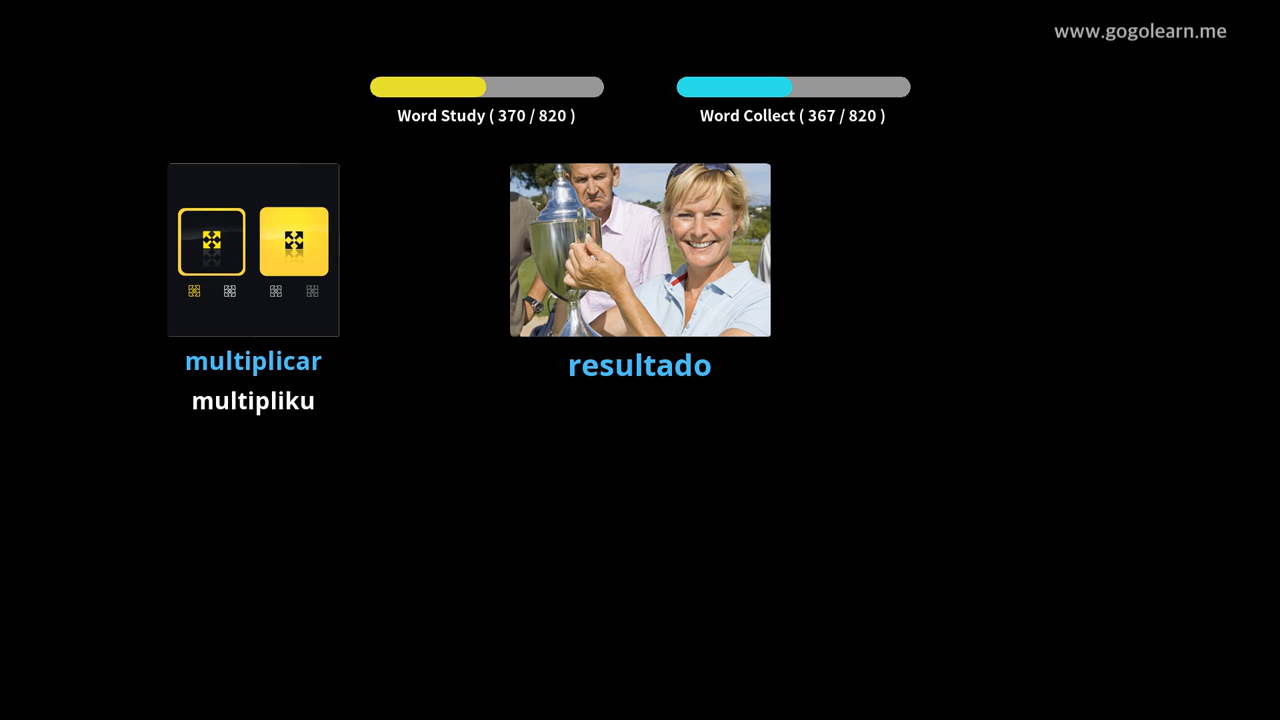 www.gogolearn.me
Word Study ( 370 / 820 )
Word Collect ( 367 / 820 )
multiplicar
multipliku
resultado